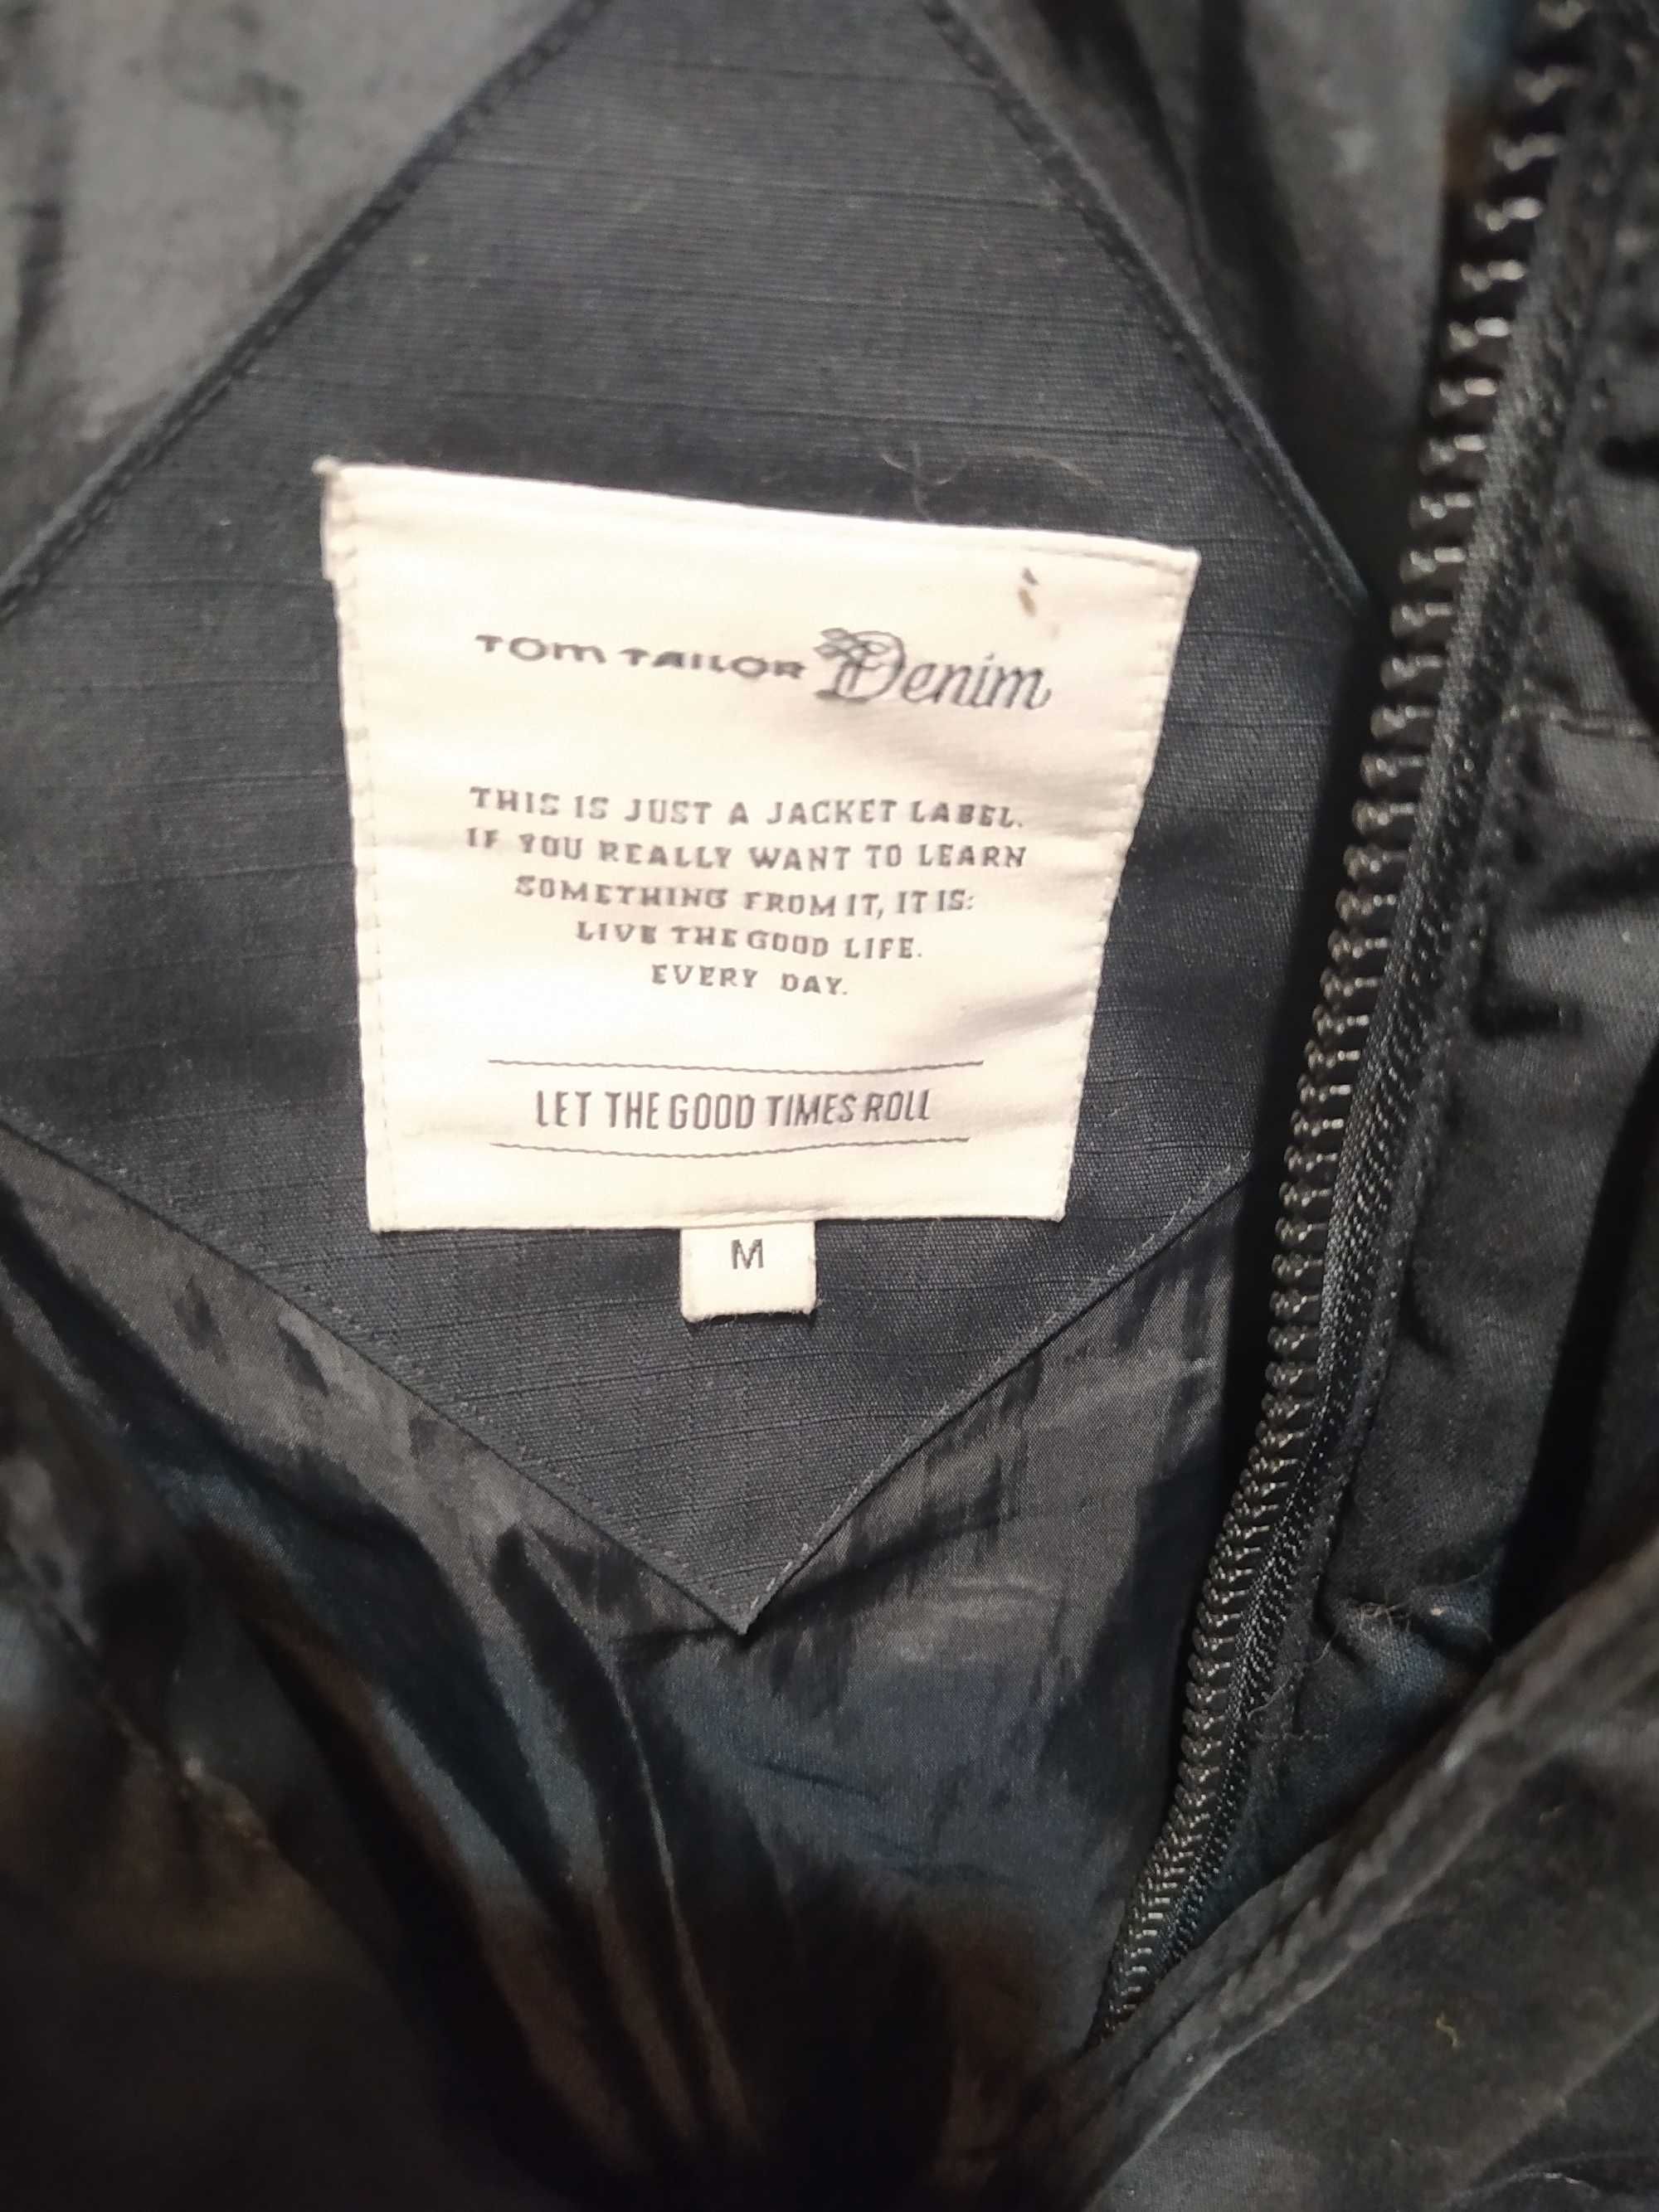 TOM TAILOR Denim
THIS IS JUST A JACKET LABEL.
IF YOU REALLY WANT TO LEARN
SOMETHING FROM IT, IT IS:
LIVE THE GOOD LIFE.
EVERY DAY.
LET THE GOOD TIMES ROLL
M